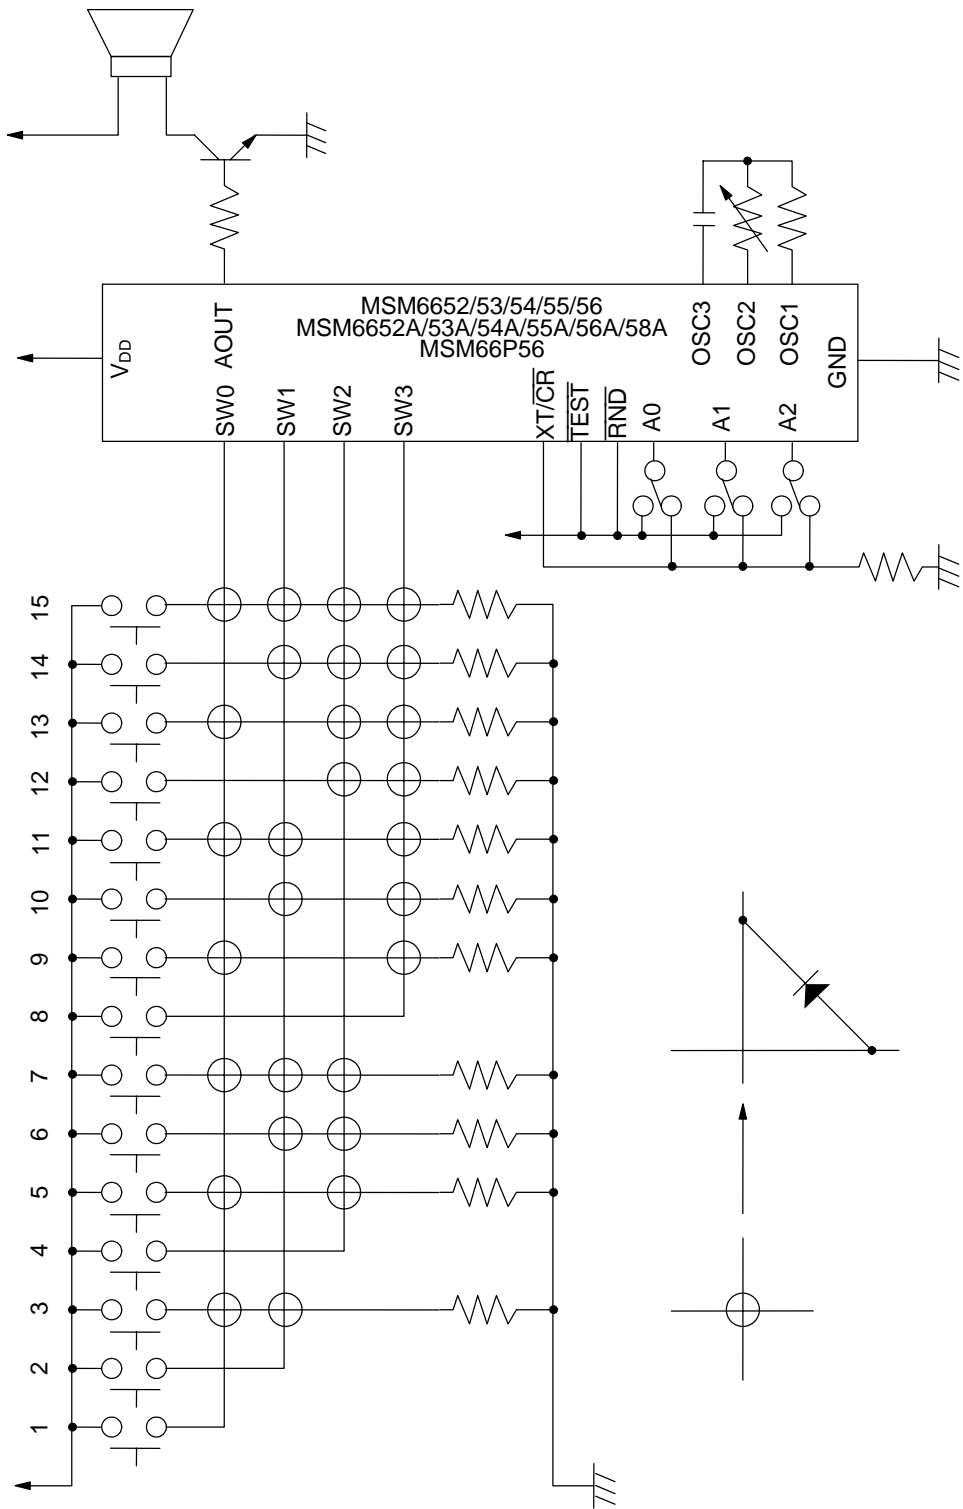 MSM6652/53/54/55/56
MSM6652A/53A/54A/55A/56A/58A
MSM66P56
VDD
AOUT
OSC3
OSC2
OSC1
GND
SW0
SW1
SW2
SW3
XT/CR
TEST
RND
A0
A1
A2
15
14
13
12
11
10
9
8
7
6
5
4
3
2
1